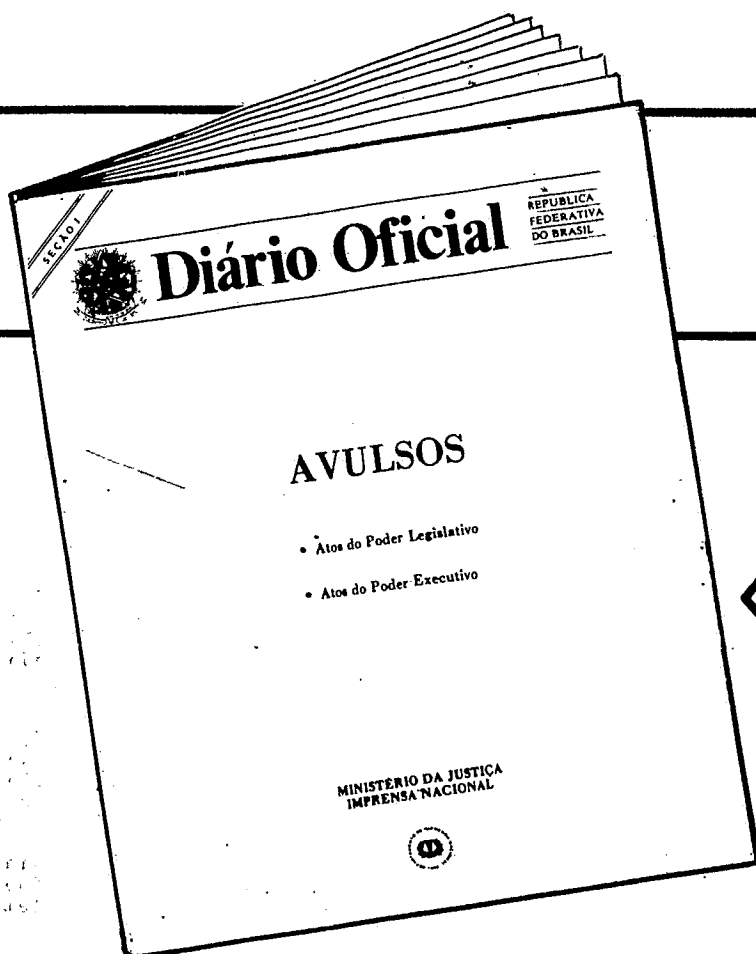 SEÇÃO I
Diário Oficial
REPÚBLICA
FEDERATIVA
DO BRASIL
AVULSOS
• Atos do Poder Legislativo
• Atos do Poder Executivo
MINISTÉRIO DA JUSTIÇA
IMPRENSA NACIONAL